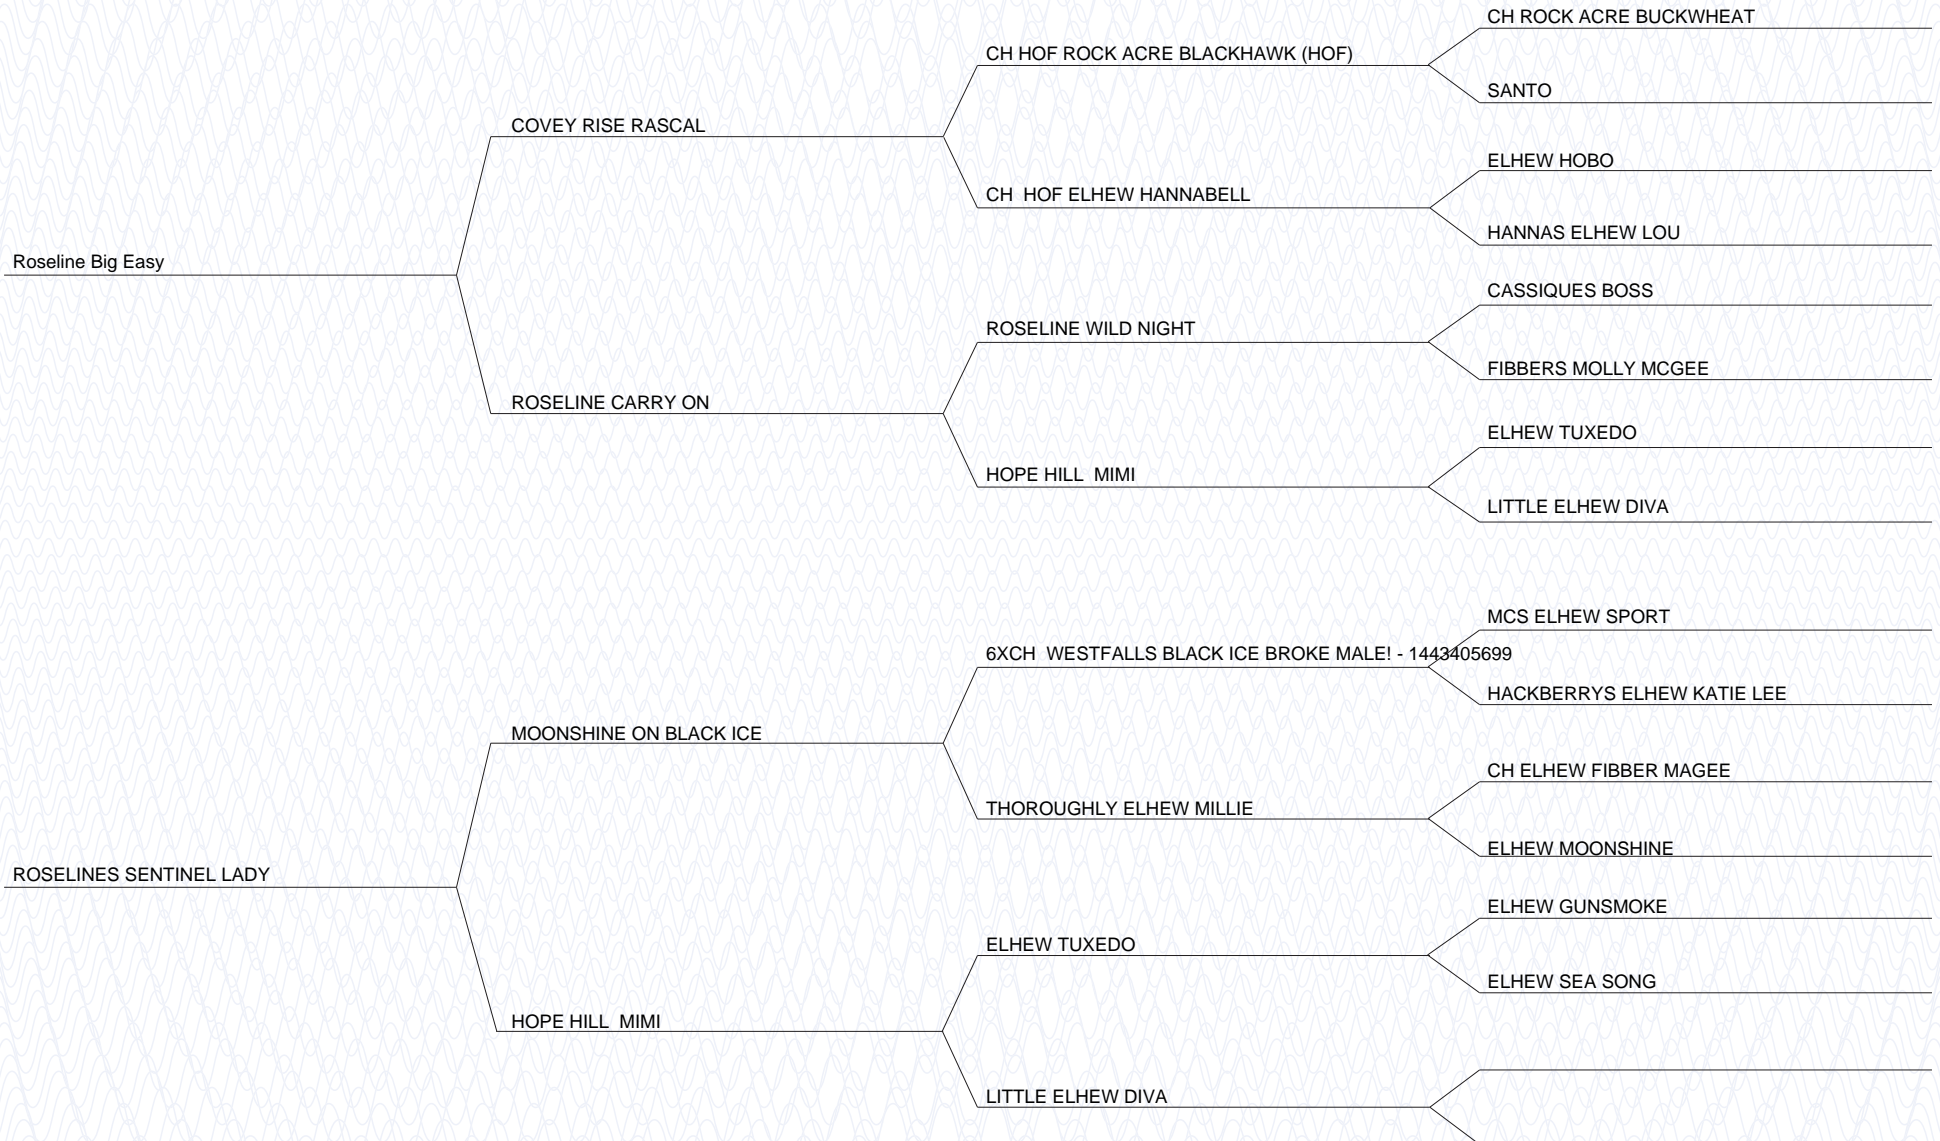 CH ROCK ACRE BUCKWHEAT
CH HOF ROCK ACRE BLACKHAWK (HOF)
SANTO
COVEY RISE RASCAL
ELHEW HOBO
CH  HOF ELHEW HANNABELL
HANNAS ELHEW LOU
Roseline Big Easy
CASSIQUES BOSS
ROSELINE WILD NIGHT
FIBBERS MOLLY MCGEE
ROSELINE CARRY ON
ELHEW TUXEDO
HOPE HILL  MIMI
LITTLE ELHEW DIVA
MCS ELHEW SPORT
6XCH  WESTFALLS BLACK ICE BROKE MALE! - 1443405699
HACKBERRYS ELHEW KATIE LEE
MOONSHINE ON BLACK ICE
CH ELHEW FIBBER MAGEE
THOROUGHLY ELHEW MILLIE
ELHEW MOONSHINE
ROSELINES SENTINEL LADY
ELHEW GUNSMOKE
ELHEW TUXEDO
ELHEW SEA SONG
HOPE HILL  MIMI
LITTLE ELHEW DIVA